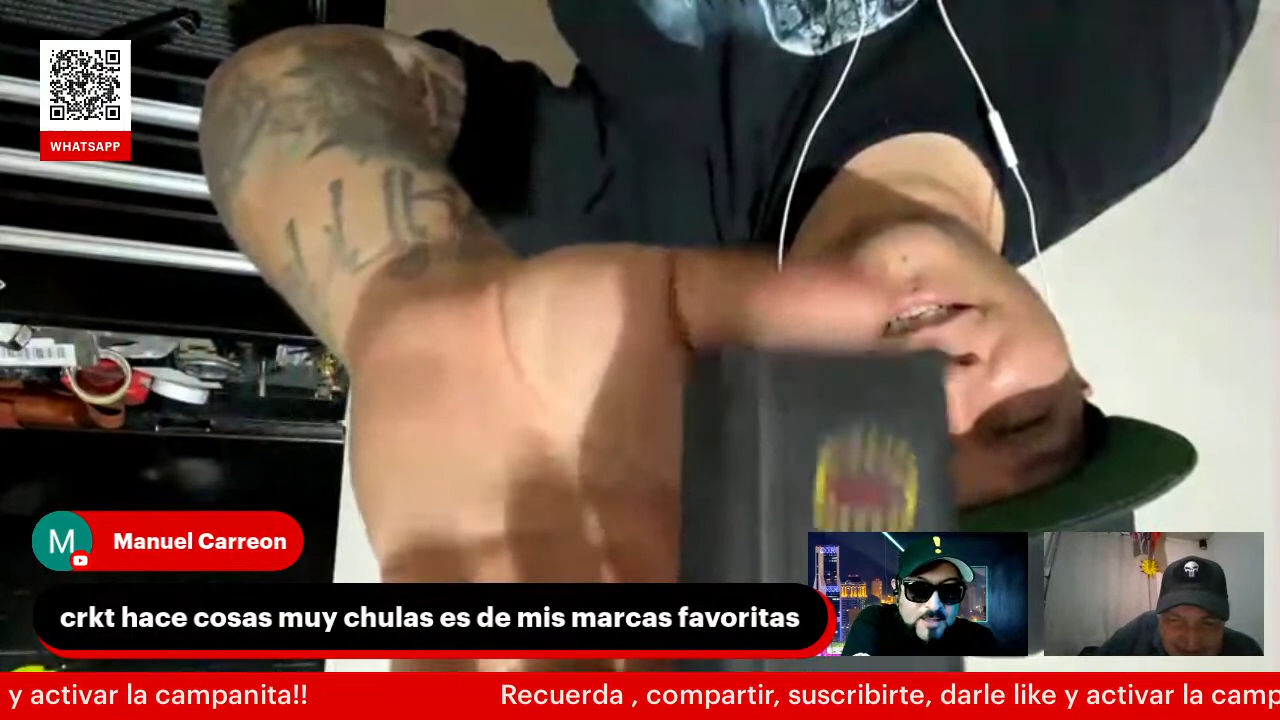 WHATSAPP
Manuel Carreon
M
crkt hace cosas muy chulas es de mis marcas favoritas
y activar la campanita!! Recuerda , compartir, suscribirte, darle like y activar la camp